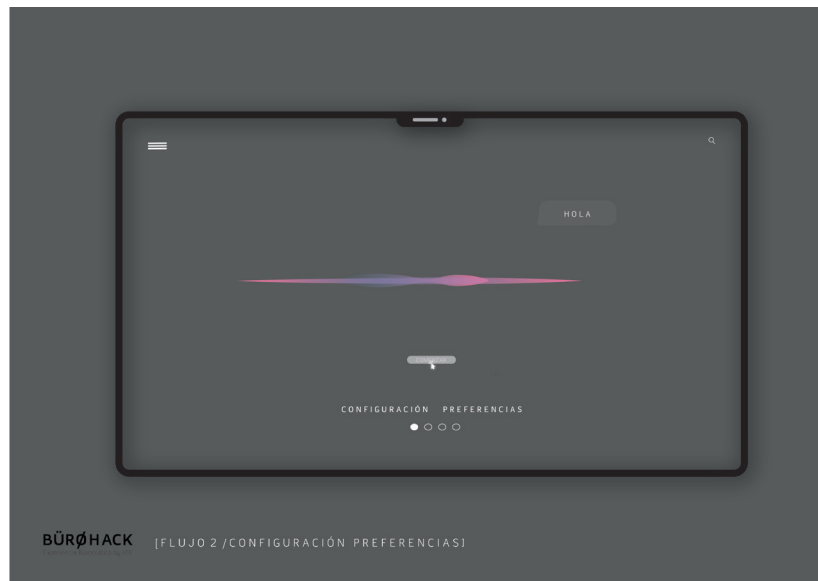 HOLA
CONFIGURACIÓN PREFERENCIAS
BÜRØHACK
[FLUJO 2 /CONFIGURACIÓN PREFERENCIAS]